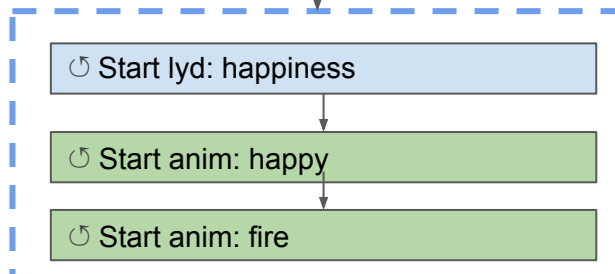 ↺ Start lyd: happiness
↺ Start anim: happy
↺ Start anim: fire